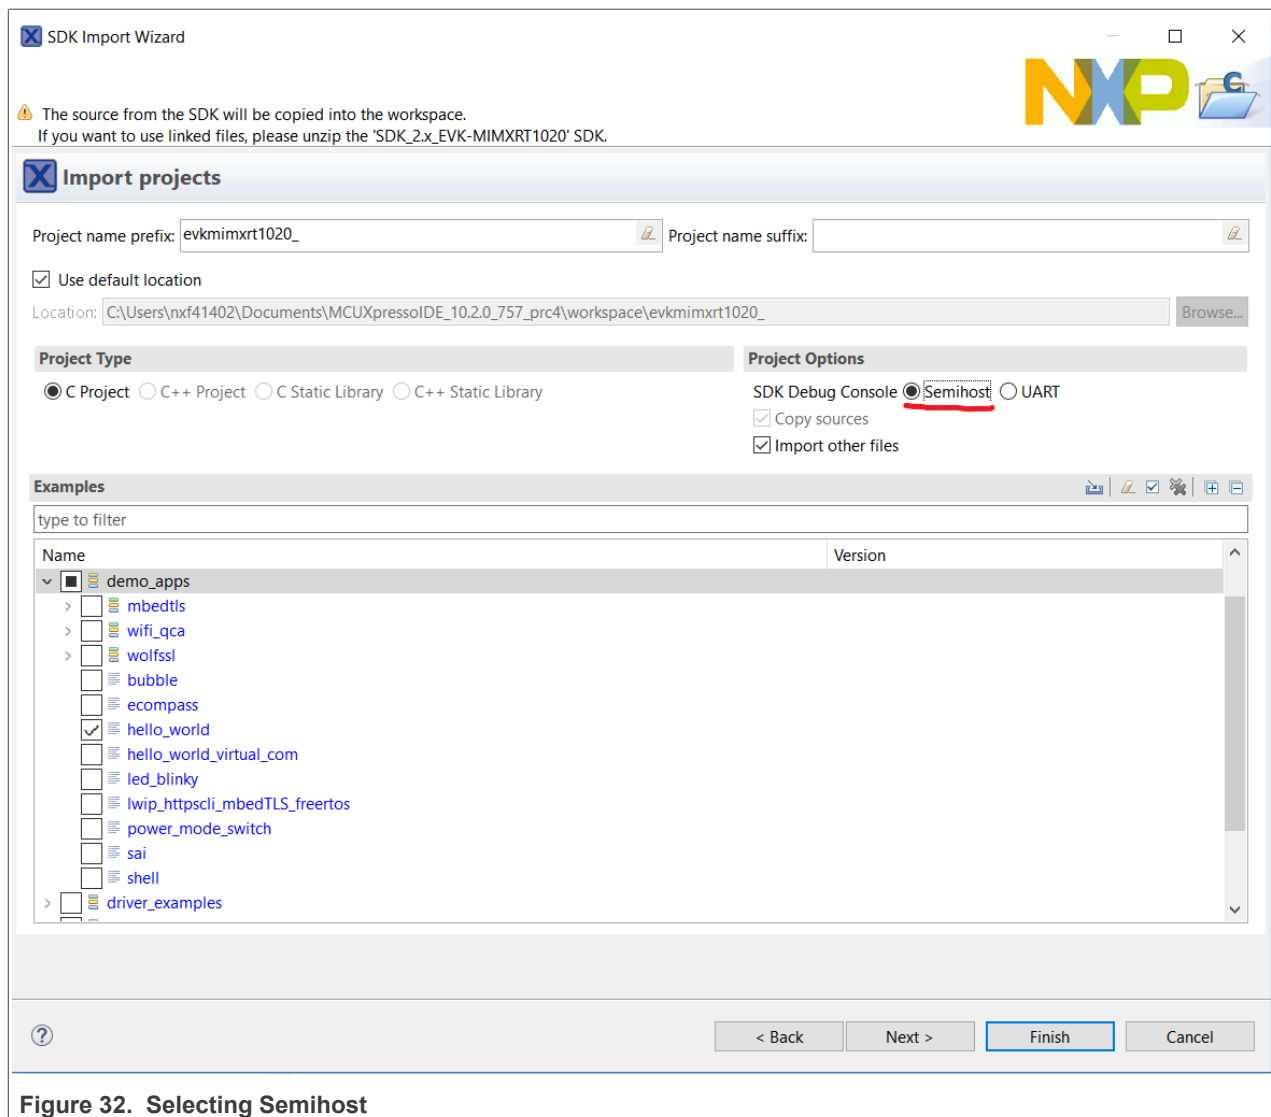 SDK Import Wizard
NXP
The source from the SDK will be copied into the workspace.
If you want to use linked files, please unzip the 'SDK_2.x_EVK-MIMXRT1020' SDK.
Import projects
Project name prefix: evkmimxrt1020_ Project name suffix:
Use default location
Location: C:\Users\nxf41402\Documents\MCUXpressoIDE_10.2.0_757_prc4\workspace\evkmimxrt1020_ Browse...
Project Type Project Options
C Project C++ Project C Static Library C++ Static Library SDK Debug Console Semihost UART
Copy sources
Import other files
Examples
type to filter
Name Version
demo_apps
mbedtls
wifi_qca
wolfssl
bubble
ecompass
hello_world
hello_world_virtual_com
led_blinky
lwip_httpscli_mbedTLS_freertos
power_mode_switch
sai
shell
driver_examples
< Back Next > Finish Cancel
Figure 32. Selecting Semihost